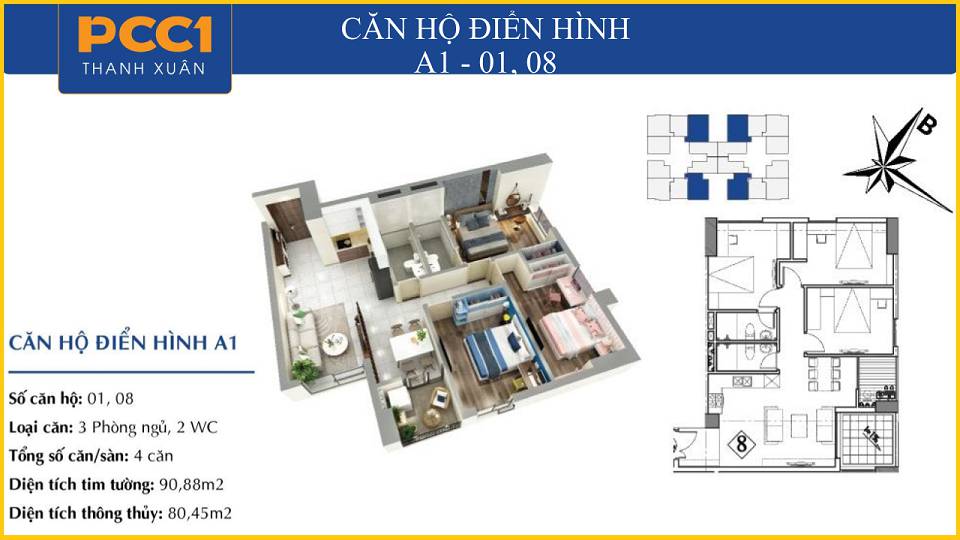 PCC1
THANH XUÂN
CĂN HỘ ĐIỂN HÌNH
A1 - 01, 08
B
CĂN HỘ ĐIỂN HÌNH A1
Số căn hộ: 01, 08
Loại căn: 3 Phòng ngủ, 2 WC
Tổng số căn/sàn: 4 căn
Diện tích tim tường: 90,88m2
Diện tích thông thủy: 80,45m2
8